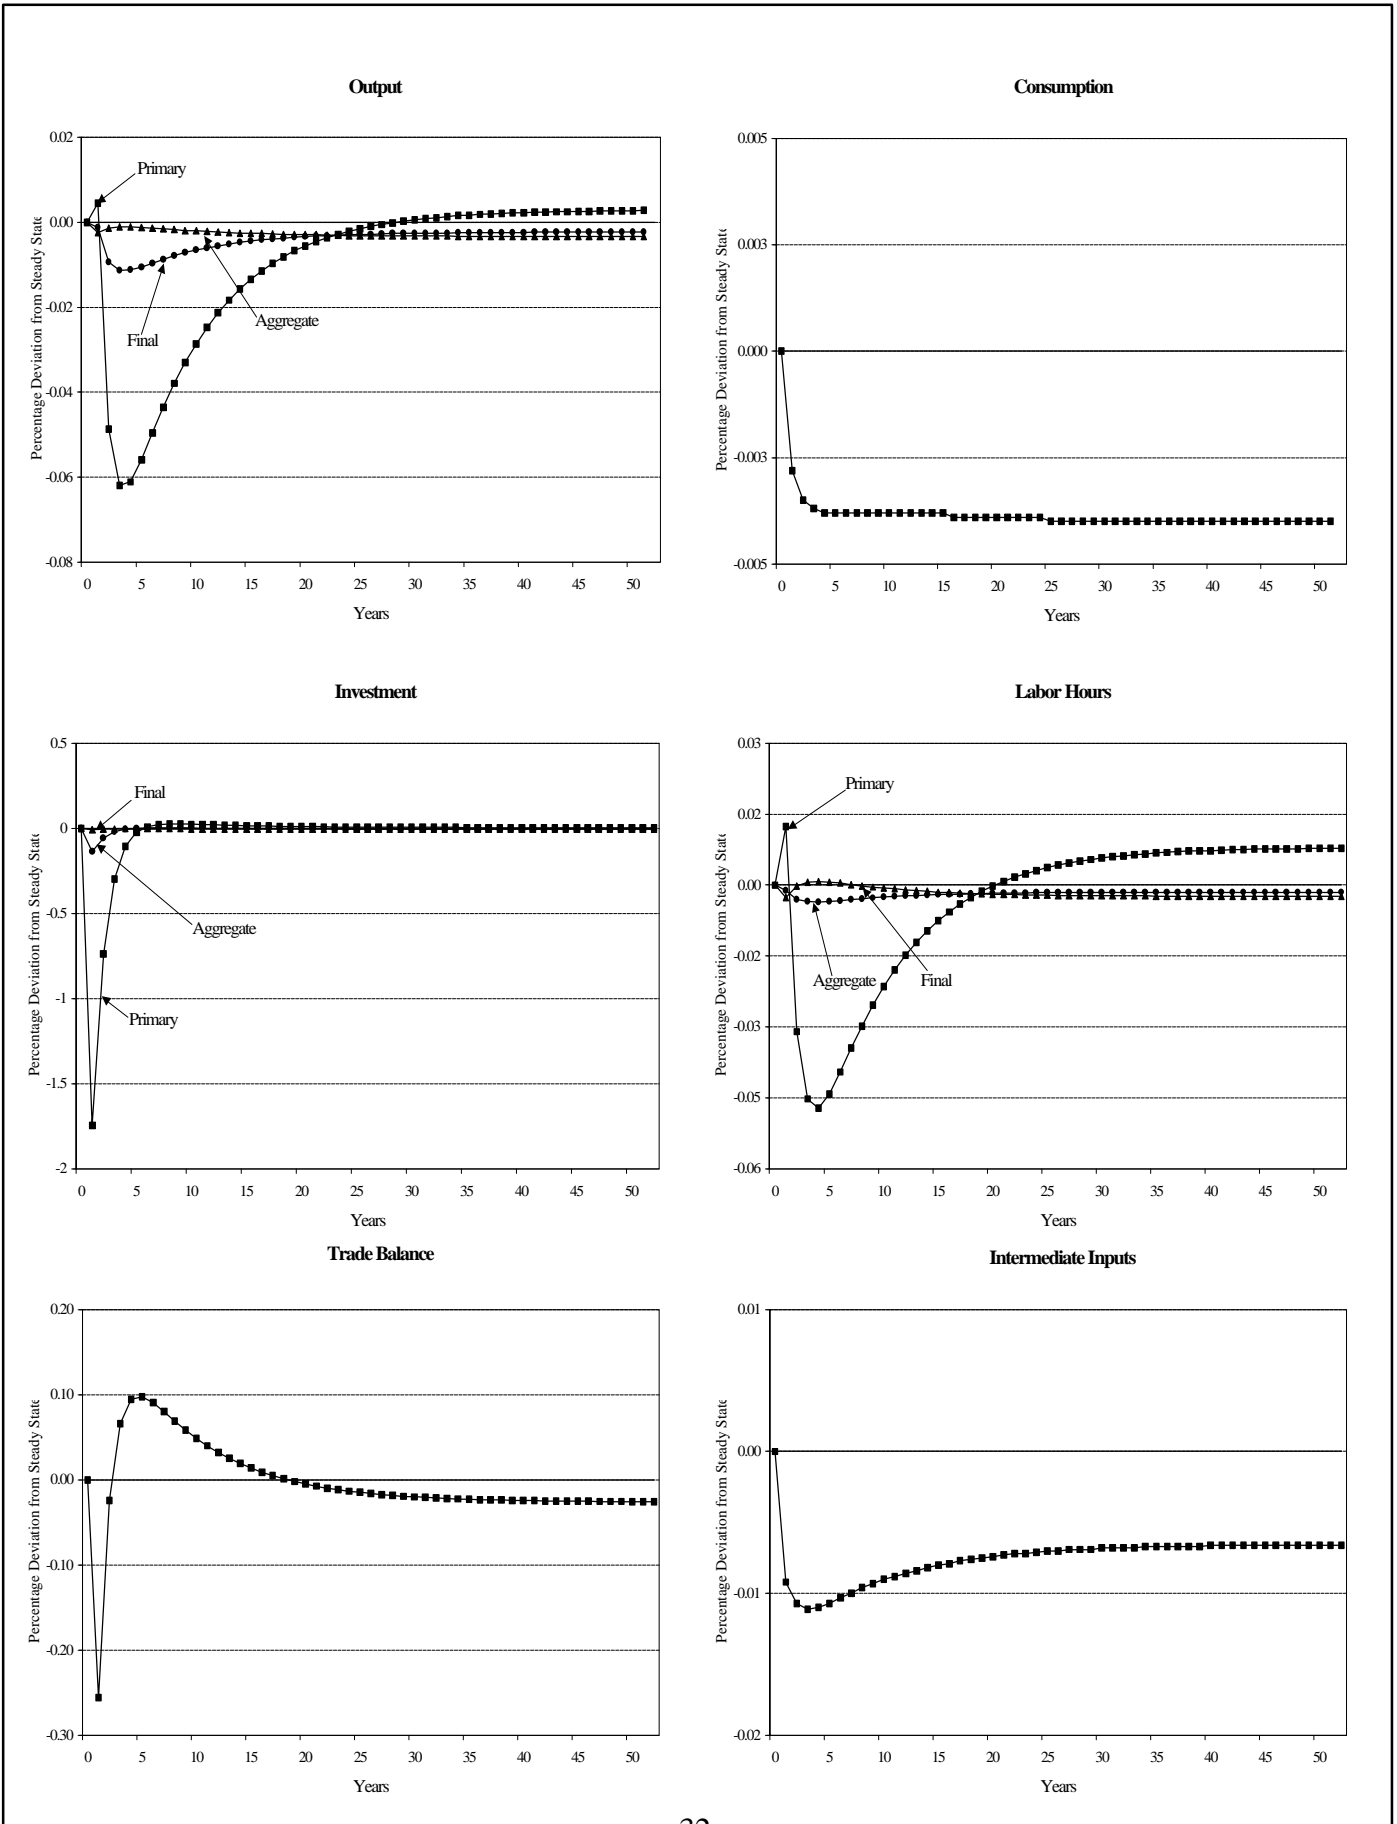 Output
Percentage Deviation from Steady State
0.02
0.00
-0.02
-0.04
-0.06
-0.08
Primary
Final
Aggregate
0 5 10 15 20 25 30 35 40 45 50
Years
Consumption
Percentage Deviation from Steady State
0.005
0.003
0.000
-0.003
-0.005
0 5 10 15 20 25 30 35 40 45 50
Years
Investment
Percentage Deviation from Steady State
0.5
0
-0.5
-1
-1.5
-2
Final
Aggregate
Primary
0 5 10 15 20 25 30 35 40 45 50
Years
Labor Hours
Percentage Deviation from Steady State
0.03
0.02
0.00
-0.02
-0.03
-0.05
-0.06
Primary
Aggregate
Final
0 5 10 15 20 25 30 35 40 45 50
Years
Trade Balance
Percentage Deviation from Steady State
0.20
0.10
0.00
-0.10
-0.20
-0.30
0 5 10 15 20 25 30 35 40 45 50
Years
Intermediate Inputs
Percentage Deviation from Steady State
0.01
0.00
-0.01
-0.02
0 5 10 15 20 25 30 35 40 45 50
Years
32